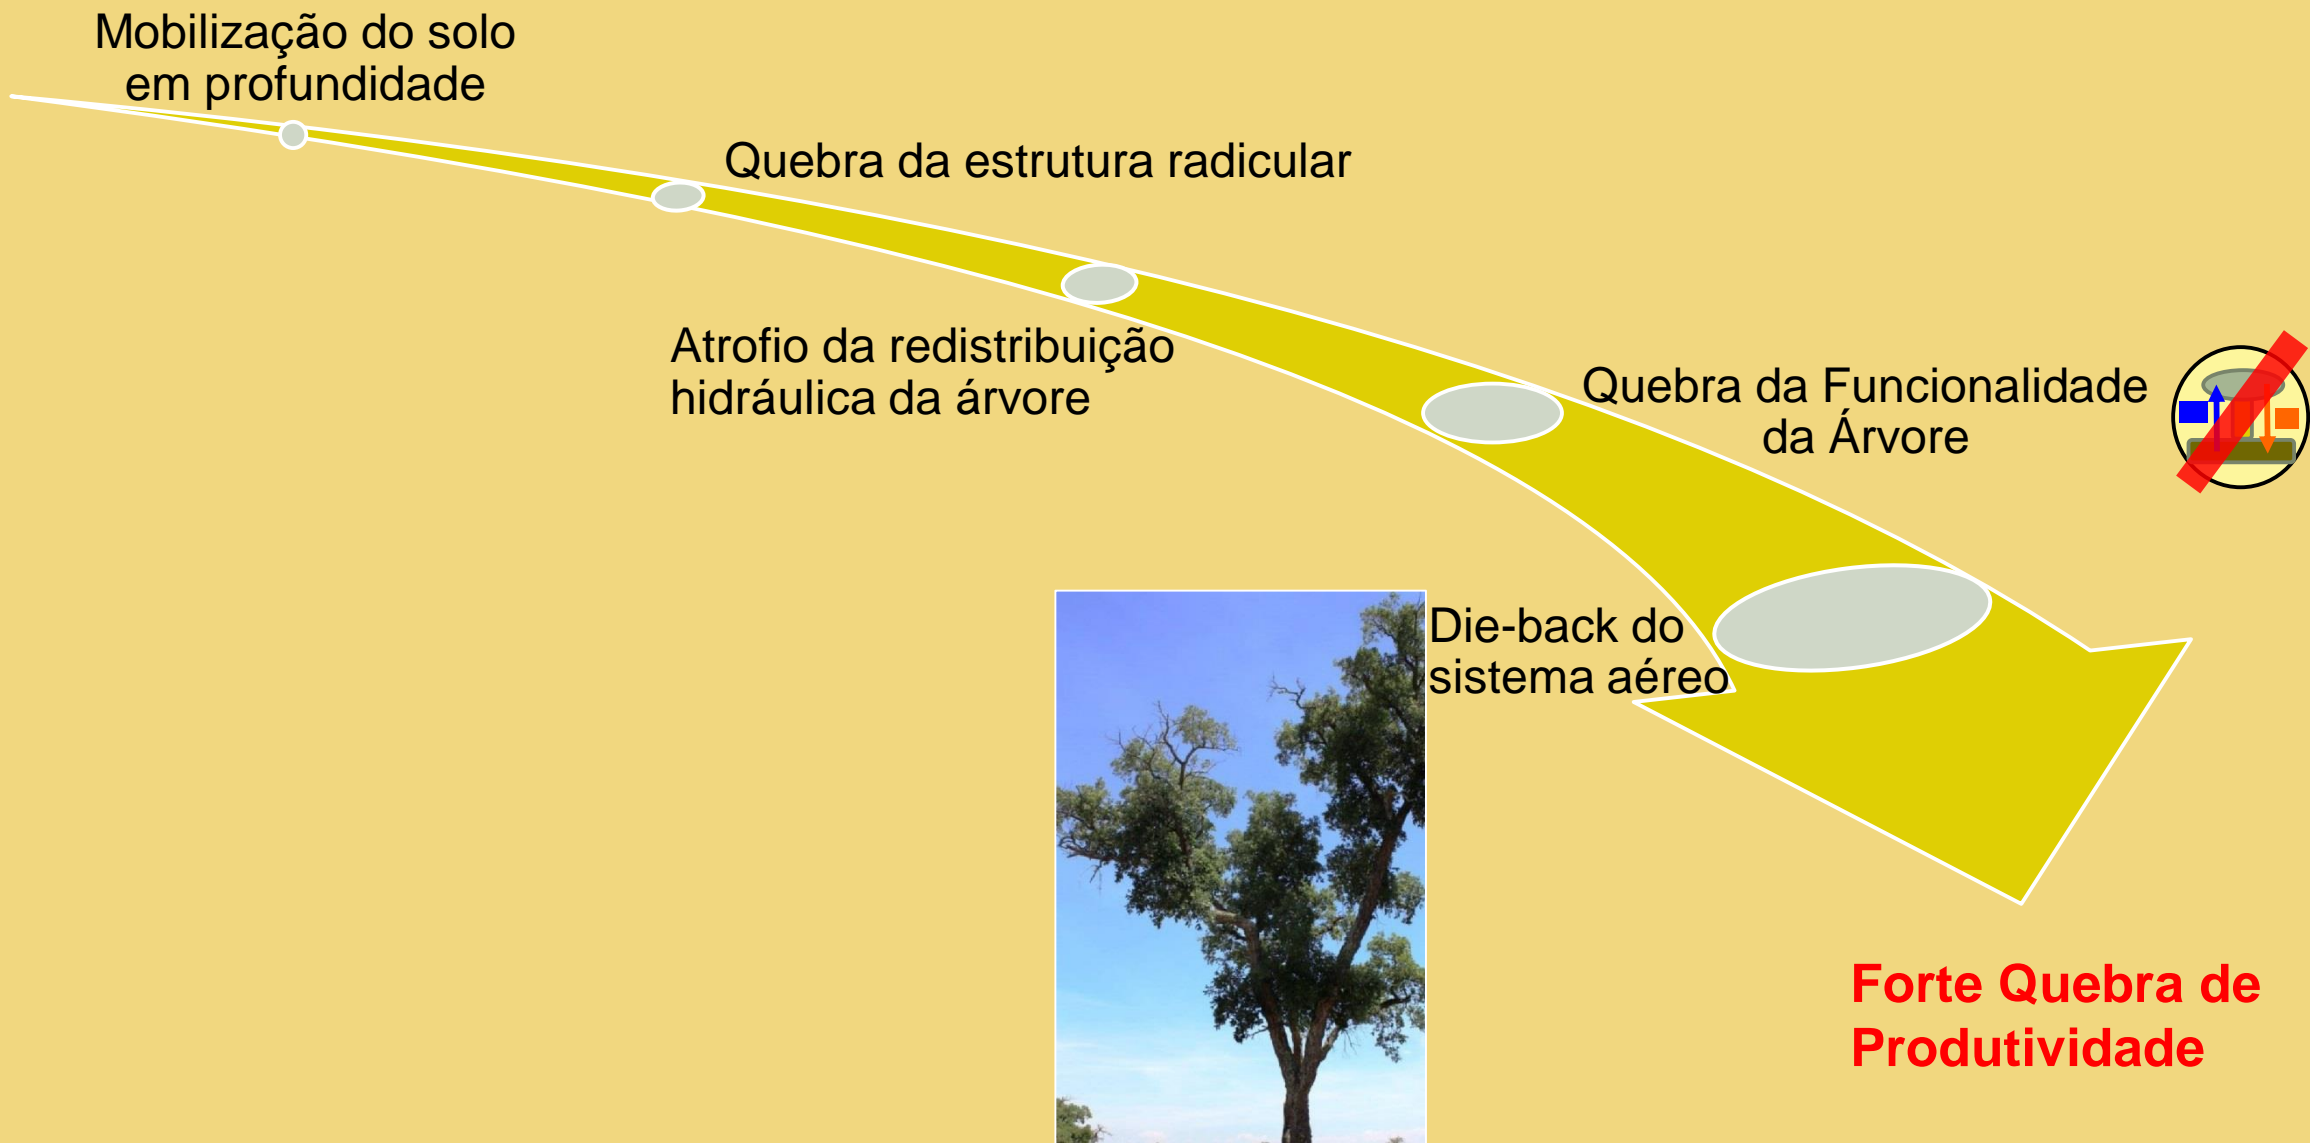 Mobilização do solo
em profundidade
Quebra da estrutura radicular
Atrofio da redistribuição
hidráulica da árvore
Quebra da Funcionalidade
da Árvore
Die-back do
sistema aéreo
Forte Quebra de
Produtividade